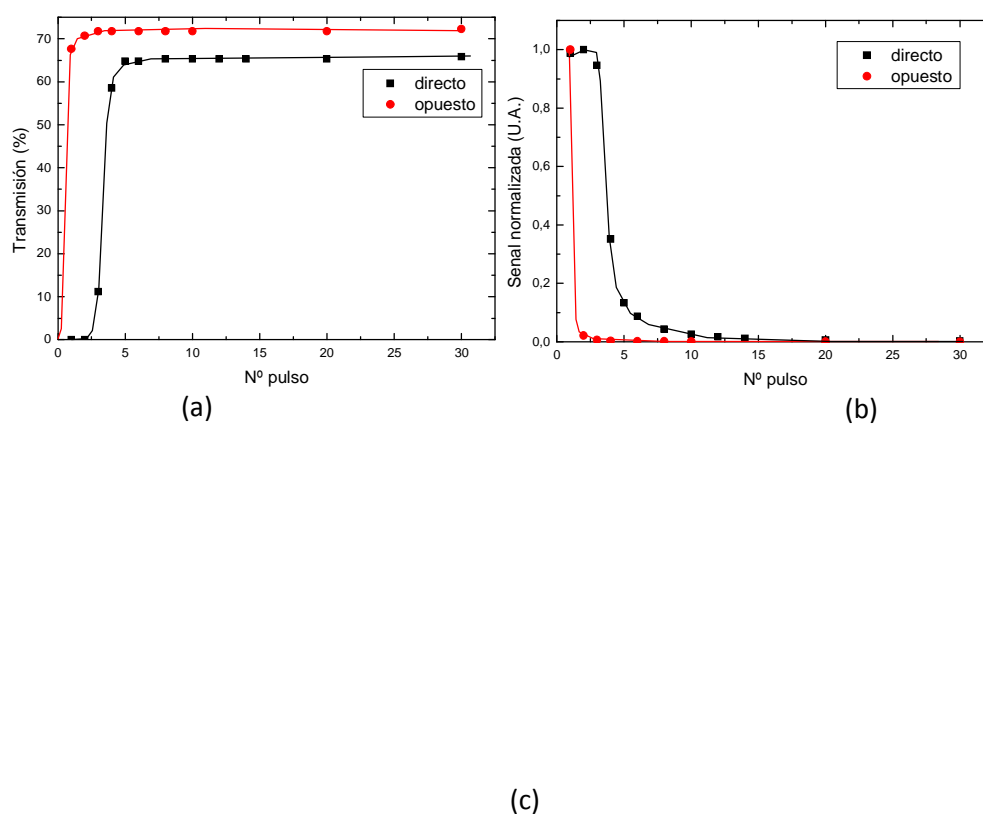 70
60
50
40
30
20
10
0
Transmisión (%)
0 5 10 15 20 25 30
Nº pulso
directo
opuesto
(a)
1,0
0,8
0,6
0,4
0,2
0,0
Senal normalizada (U.A.)
0 5 10 15 20 25 30
Nº pulso
directo
opuesto
(b)
(c)